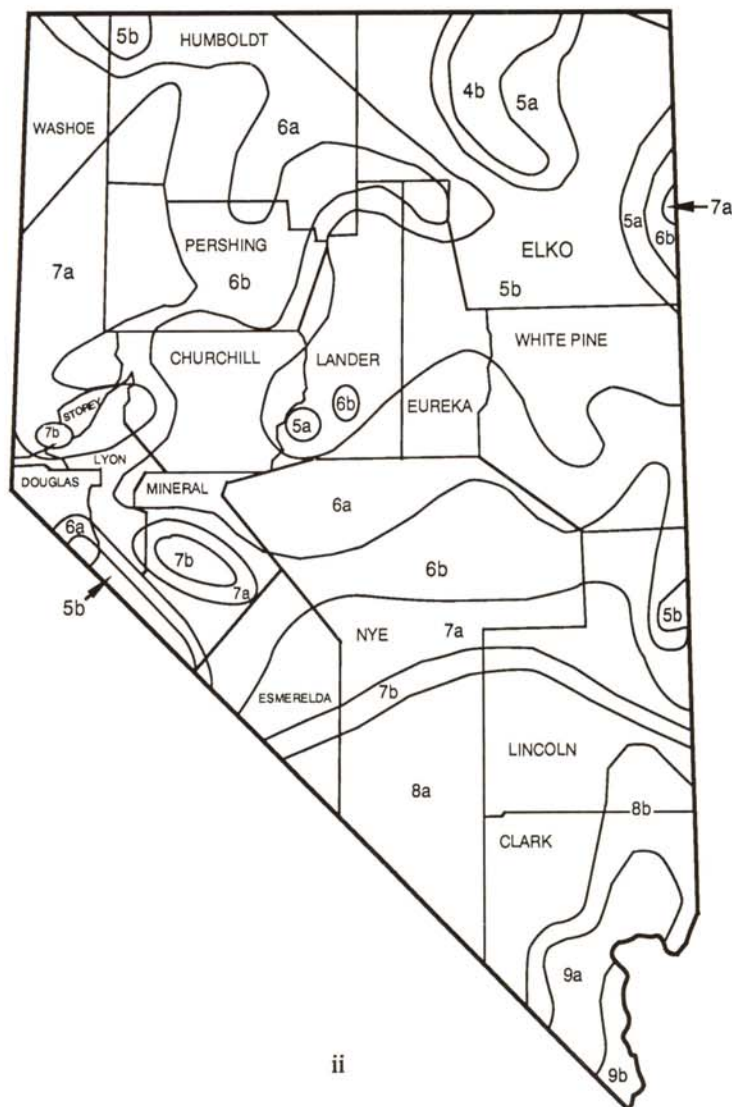 5b
HUMBOLDT
4b
5a
WASHOE
6a
7a
5a
6b
PERSHING
ELKO
7a
6b
5b
WHITE PINE
CHURCHILL
LANDER
6b
EUREKA
STOREY
5a
7b
LYON
DOUGLAS
MINERAL
6a
6a
7b
6b
7a
5b
5b
NYE
7a
7b
ESMERELDA
LINCOLN
8a
8b
CLARK
9a
ii
9b